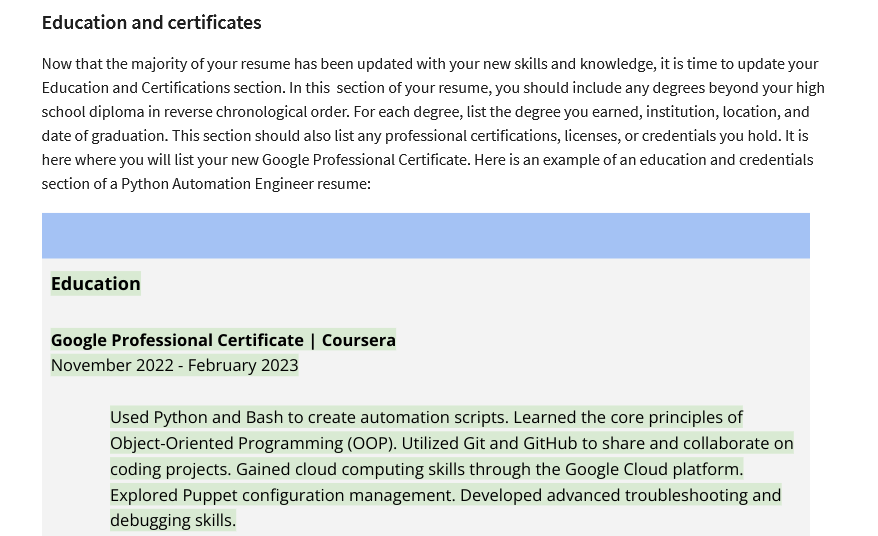 Education and certificates
Now that the majority of your resume has been updated with your new skills and knowledge, it is time to update your
Education and Certifications section. In this  section of your resume, you should include any degrees beyond your high
school diploma in reverse chronological order. For each degree, list the degree you earned, institution, location, and
date of graduation. This section should also list any professional certifications, licenses, or credentials you hold. It is
here where you will list your new Google Professional Certificate. Here is an example of an education and credentials
section of a Python Automation Engineer resume:
Education
Google Professional Certificate | Coursera
November 2022 - February 2023
Used Python and Bash to create automation scripts. Learned the core principles of
Object-Oriented Programming (OOP). Utilized Git and GitHub to share and collaborate on
coding projects. Gained cloud computing skills through the Google Cloud platform.
Explored Puppet configuration management. Developed advanced troubleshooting and
debugging skills.